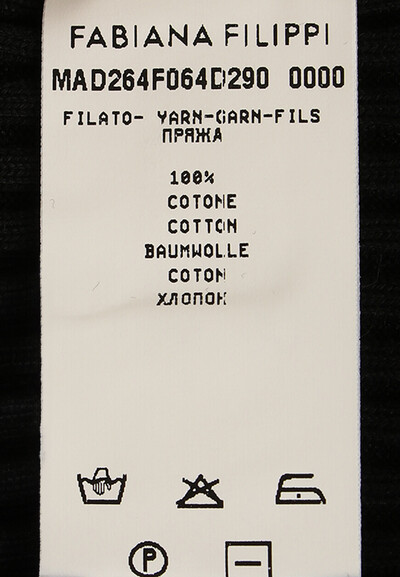 FABIANA FILIPPI
MAD264F064D290 0000
FILATO- YARN-GARN-FILS
ПРЯЖА
100%
COTONE
COTTON
BAUMWOLLE
COTON
ХЛОПОК
P